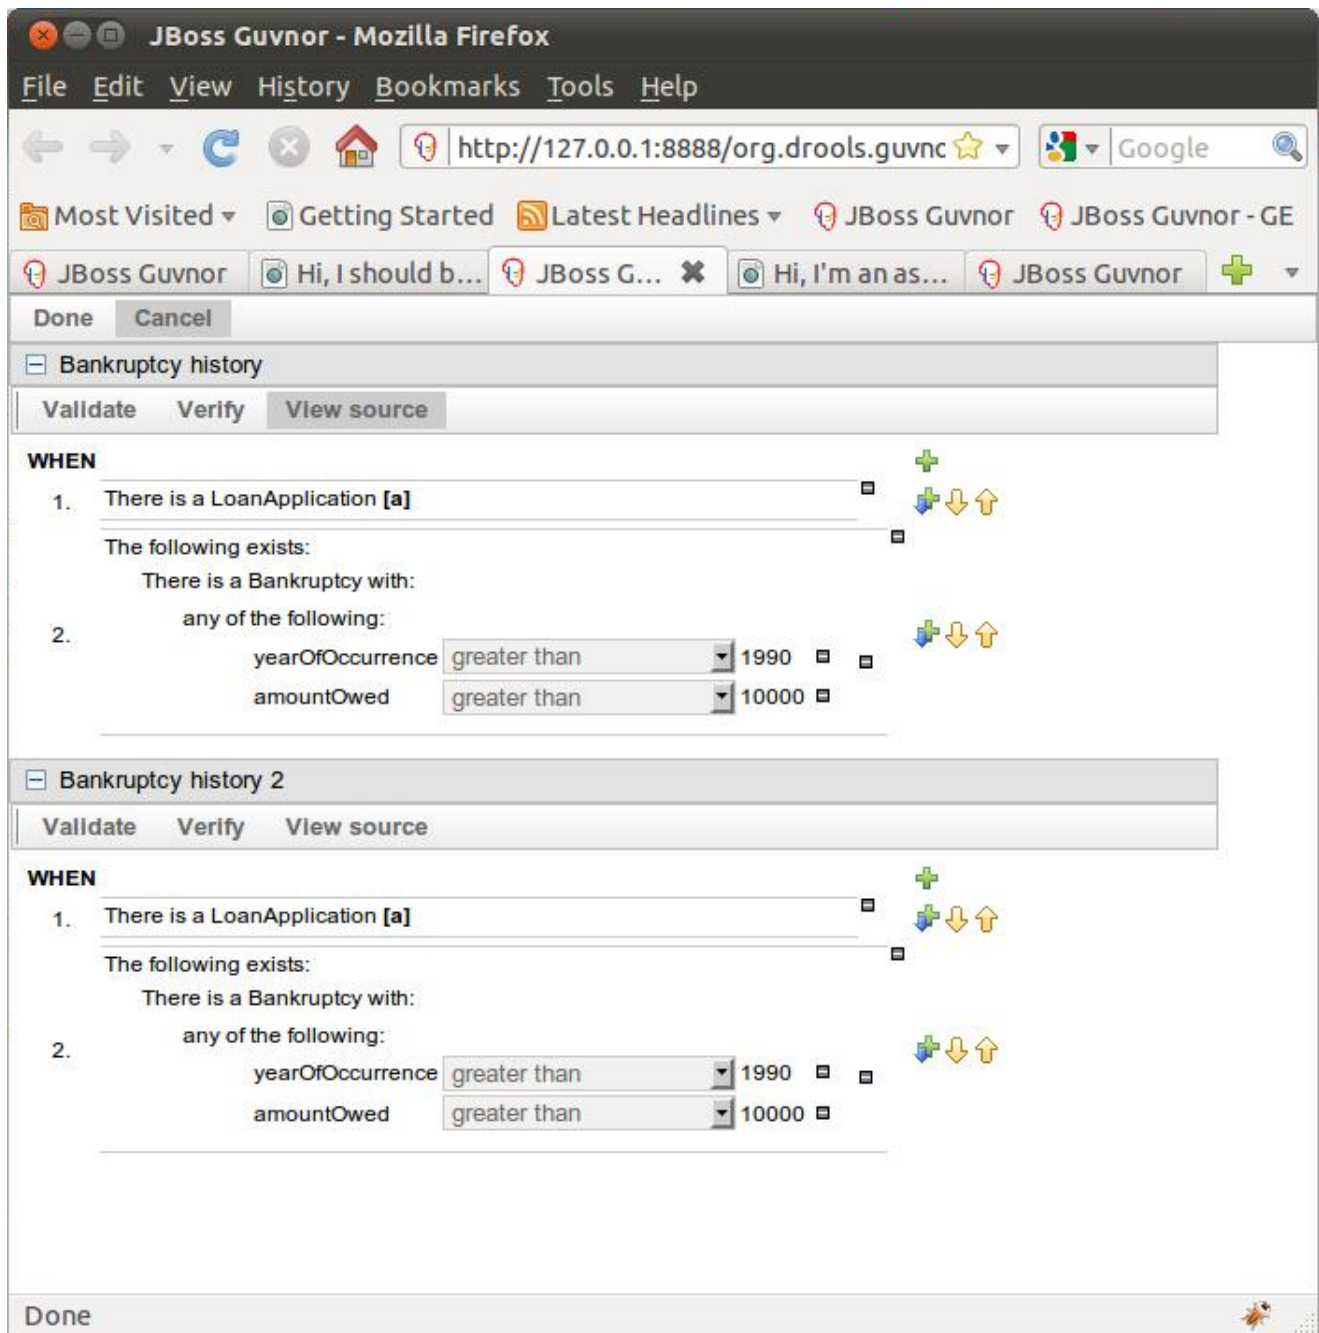 JBoss Guvnor - Mozilla Firefox
File Edit View History Bookmarks Tools Help
http://127.0.0.1:8888/org.drools.guvnc Google
Most Visited Getting Started Latest Headlines JBoss Guvnor JBoss Guvnor - GE
JBoss Guvnor Hi, I should b... JBoss G... Hi, I'm an as... JBoss Guvnor
Done Cancel
Bankruptcy history
Validate Verify View source
WHEN
1. There is a LoanApplication [a]
The following exists:
There is a Bankruptcy with:
any of the following:
2.
yearOfOccurrence greater than 1990
amountOwed greater than 10000
Bankruptcy history 2
Validate Verify View source
WHEN
1. There is a LoanApplication [a]
The following exists:
There is a Bankruptcy with:
any of the following:
2.
yearOfOccurrence greater than 1990
amountOwed greater than 10000
Done